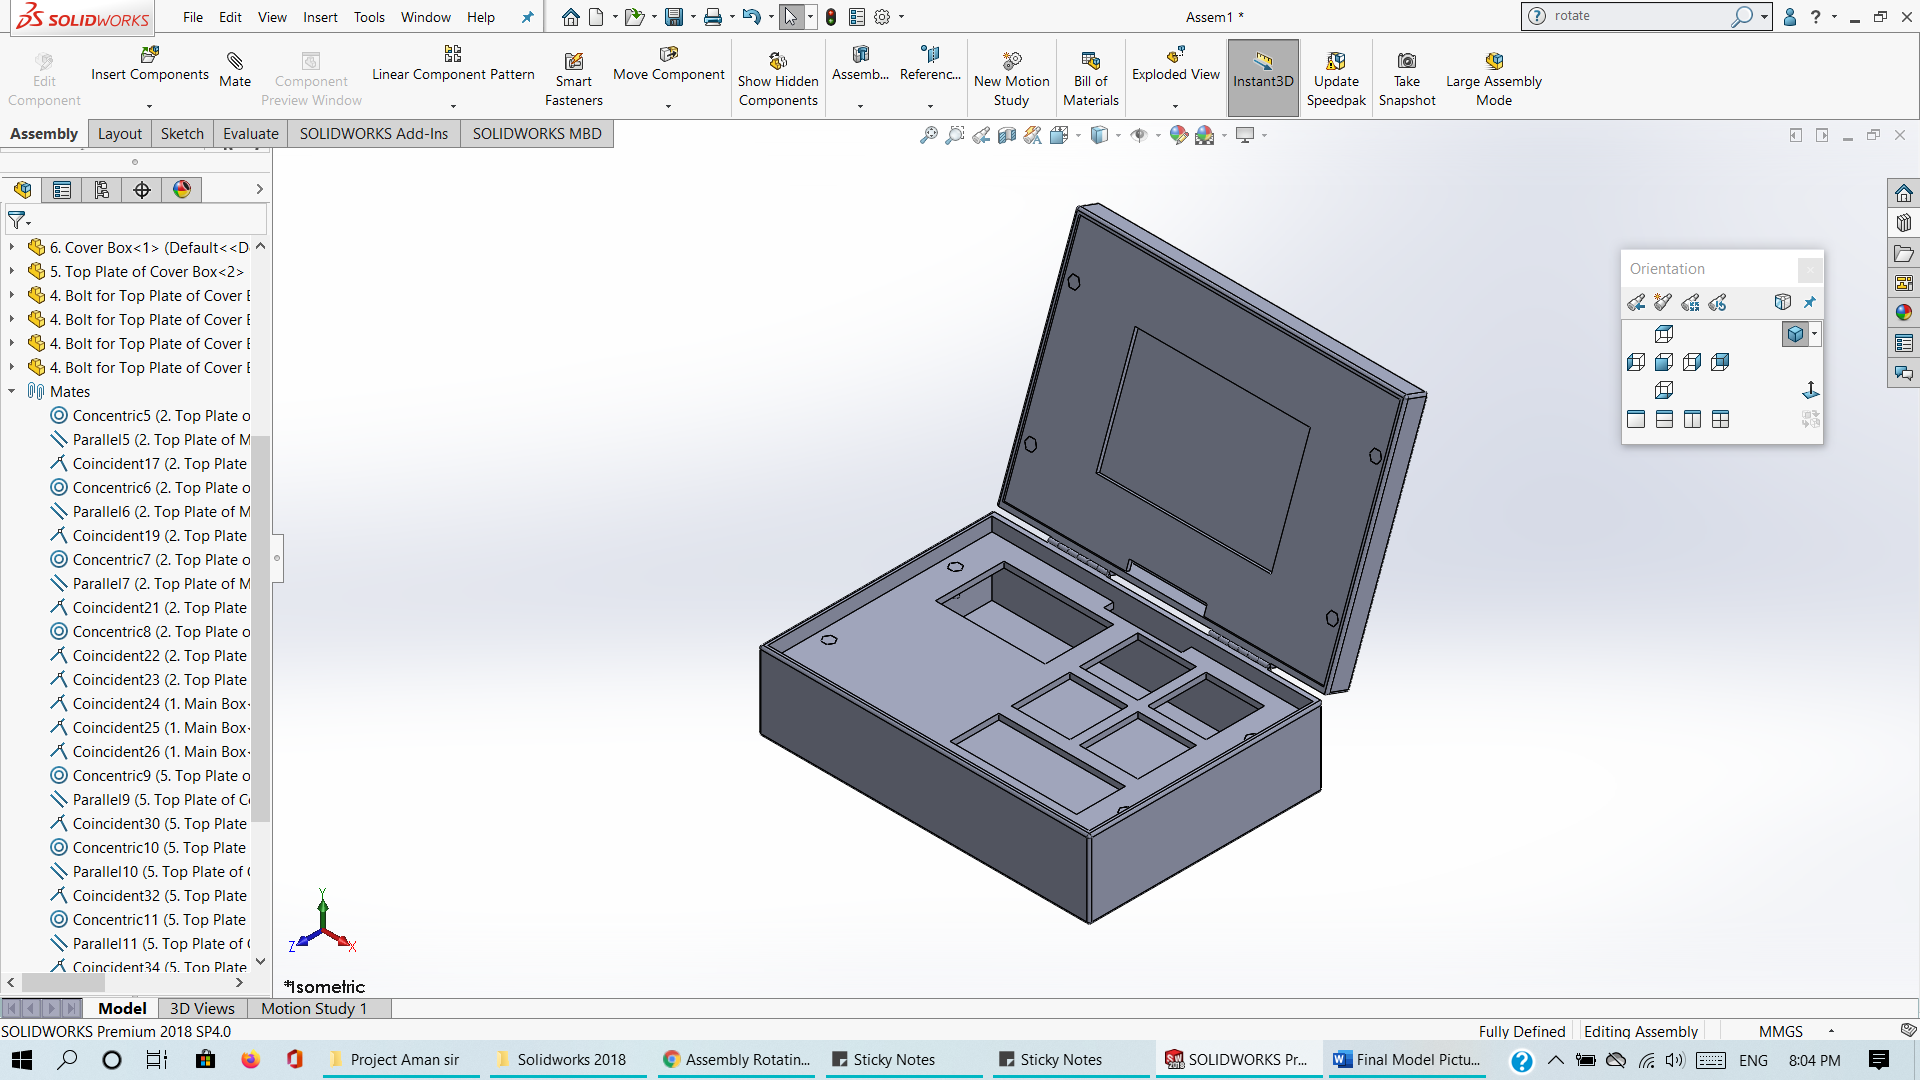 SOLIDWORKS
File Edit View Insert Tools Window Help
Assem1 *
rotate
Edit Component
Insert Components
Mate
Component Preview Window
Linear Component Pattern
Smart Fasteners
Move Component
Show Hidden Components
Assemb...
Referenc...
New Motion Study
Bill of Materials
Exploded View
Instant3D
Update Speedpak
Take Snapshot
Large Assembly Mode
Assembly Layout Sketch Evaluate SOLIDWORKS Add-Ins SOLIDWORKS MBD
6. Cover Box<1> (Default<<D
5. Top Plate of Cover Box<2>
4. Bolt for Top Plate of Cover
4. Bolt for Top Plate of Cover
4. Bolt for Top Plate of Cover
4. Bolt for Top Plate of Cover
Mates
Concentric5 (2. Top Plate o
Parallel5 (2. Top Plate of M
Coincident17 (2. Top Plate
Concentric6 (2. Top Plate o
Parallel6 (2. Top Plate of M
Coincident19 (2. Top Plate
Concentric7 (2. Top Plate o
Parallel7 (2. Top Plate of M
Coincident21 (2. Top Plate
Concentric8 (2. Top Plate o
Coincident22 (2. Top Plate
Coincident23 (2. Top Plate
Coincident24 (1. Main Box
Coincident25 (1. Main Box
Coincident26 (1. Main Box
Concentric9 (5. Top Plate o
Parallel9 (5. Top Plate of C
Coincident30 (5. Top Plate
Concentric10 (5. Top Plate
Parallel10 (5. Top Plate of
Coincident32 (5. Top Plate
Concentric11 (5. Top Plate
Parallel11 (5. Top Plate of
Coincident34 (5. Top Plate
Orientation
Y
Z
X
*Isometric
Model 3D Views Motion Study 1
SOLIDWORKS Premium 2018 SP4.0
Fully Defined Editing Assembly MMGS
Project Aman sir
Solidworks 2018
Assembly Rotatin...
Sticky Notes
Sticky Notes
SOLIDWORKS Pr...
Final Model Pictu...
ENG
8:04 PM